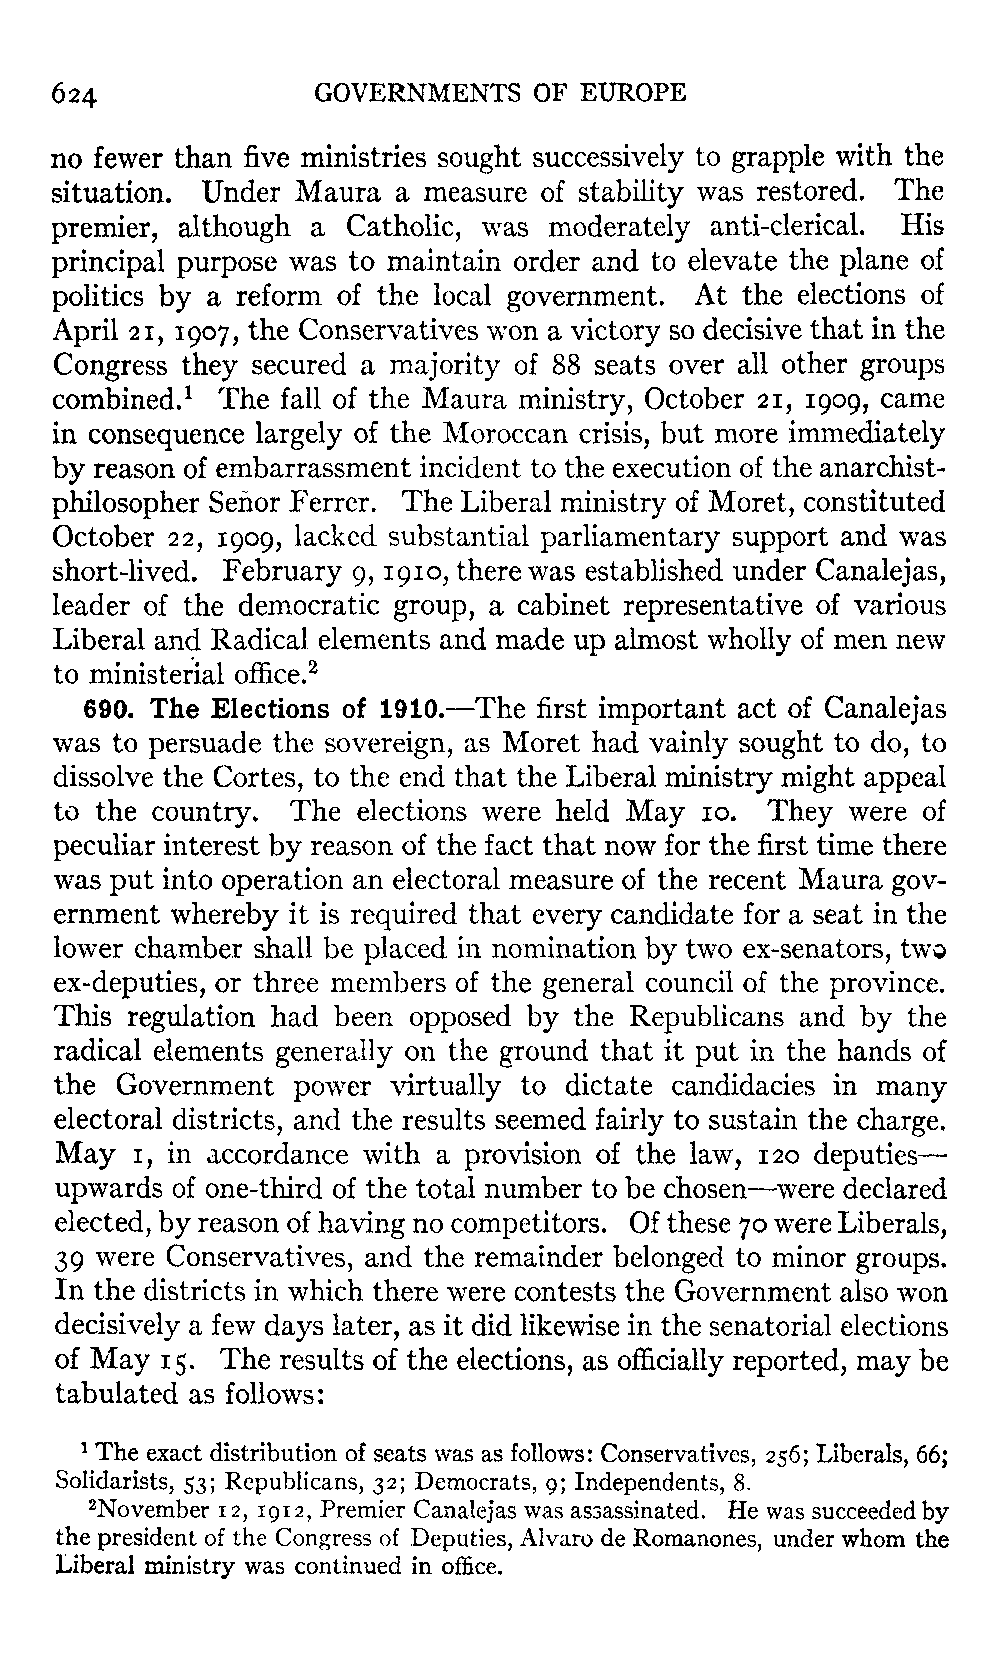 624 GOVERNMENTS OF EUROPE
no fewer than five ministries sought successively to grapple with the
situation. Under Maura a measure of stability was restored. The
premier, although a Catholic, was moderately anti-clerical. His
principal purpose was to maintain order and to elevate the plane of
politics by a reform of the local government. At the elections of
April 21, 1907, the Conservatives won a victory so decisive that in the
Congress they secured a majority of 88 seats over all other groups
combined.¹ The fall of the Maura ministry, October 21, 1909, came
in consequence largely of the Moroccan crisis, but more immediately
by reason of embarrassment incident to the execution of the anarchist-
philosopher Señor Ferrer. The Liberal ministry of Moret, constituted
October 22, 1909, lacked substantial parliamentary support and was
short-lived. February 9, 1910, there was established under Canalejas,
leader of the democratic group, a cabinet representative of various
Liberal and Radical elements and made up almost wholly of men new
to ministerial office.²
690. The Elections of 1910.—The first important act of Canalejas
was to persuade the sovereign, as Moret had vainly sought to do, to
dissolve the Cortes, to the end that the Liberal ministry might appeal
to the country. The elections were held May 10. They were of
peculiar interest by reason of the fact that now for the first time there
was put into operation an electoral measure of the recent Maura gov-
ernment whereby it is required that every candidate for a seat in the
lower chamber shall be placed in nomination by two ex-senators, two
ex-deputies, or three members of the general council of the province.
This regulation had been opposed by the Republicans and by the
radical elements generally on the ground that it put in the hands of
the Government power virtually to dictate candidacies in many
electoral districts, and the results seemed fairly to sustain the charge.
May 1, in accordance with a provision of the law, 120 deputies—
upwards of one-third of the total number to be chosen—were declared
elected, by reason of having no competitors. Of these 70 were Liberals,
39 were Conservatives, and the remainder belonged to minor groups.
In the districts in which there were contests the Government also won
decisively a few days later, as it did likewise in the senatorial elections
of May 15. The results of the elections, as officially reported, may be
tabulated as follows:
¹ The exact distribution of seats was as follows: Conservatives, 256; Liberals, 66;
Solidarists, 53; Republicans, 32; Democrats, 9; Independents, 8.
²November 12, 1912, Premier Canalejas was assassinated. He was succeeded by
the president of the Congress of Deputies, Alvaro de Romanones, under whom the
Liberal ministry was continued in office.